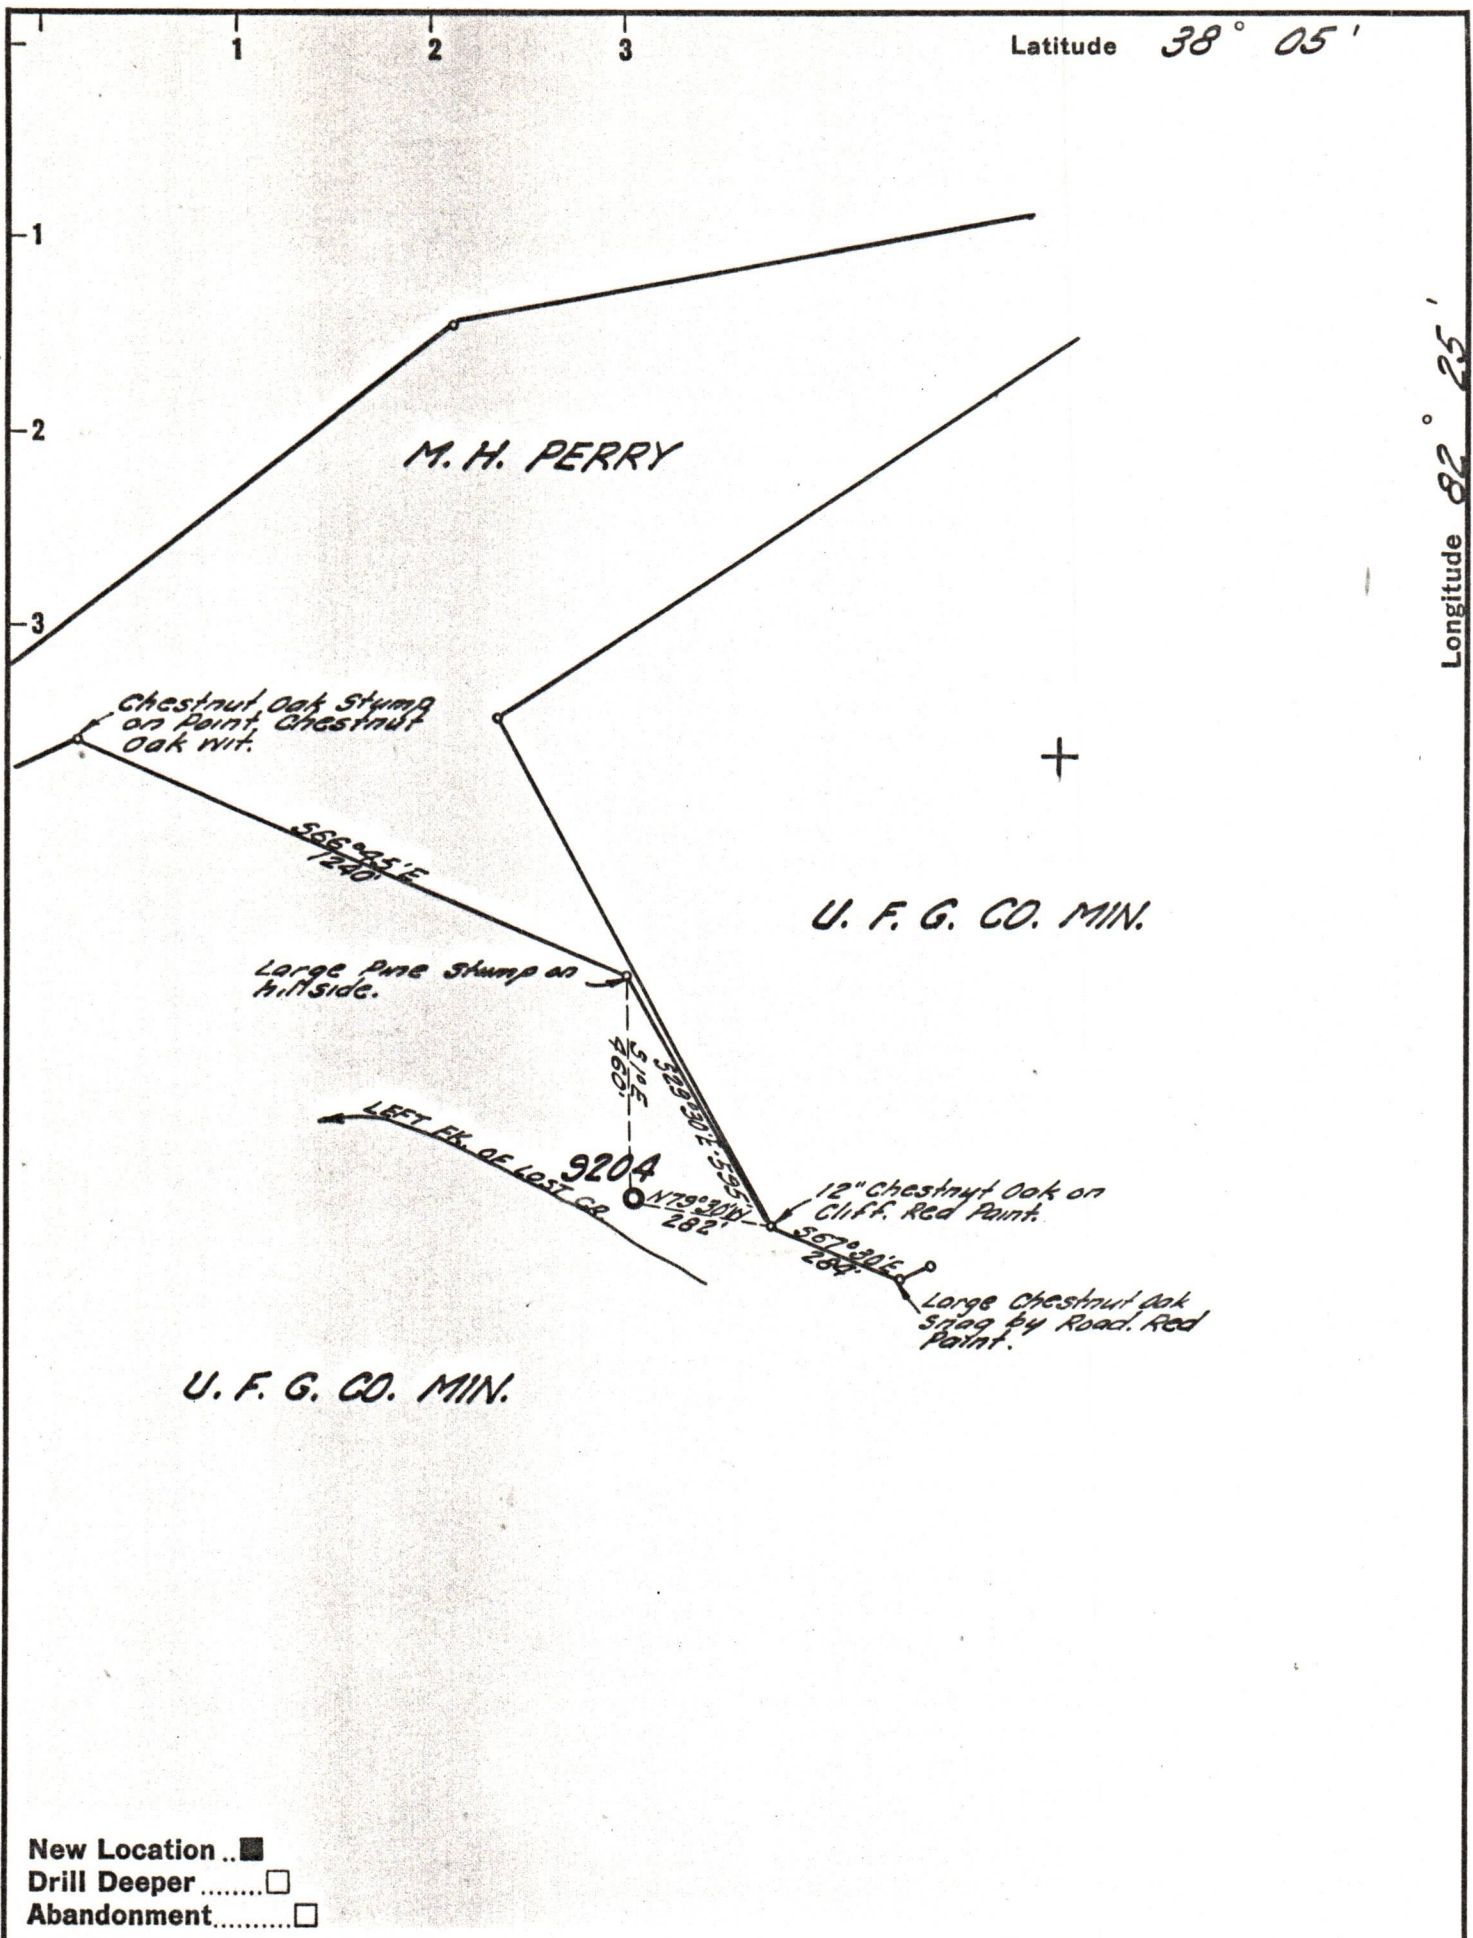 1 2 3
Latitude 38° 05'
1
2
3
Longitude 82° 25'
M. H. PERRY
Chestnut Oak Stump
on Point, Chestnut
Oak Wit.
S66°45'E
1240'
U. F. G. CO. MIN.
Large Pine Stump on
hillside.
S1°E
460'
S29°30'E-595'
LEFT FK. OF LOST CR.
9204
N79°30'W
282'
12" Chestnut Oak on
Cliff. Red Paint.
S67°30'E
284'
Large Chestnut Oak
Snag by Road. Red
Paint.
U. F. G. CO. MIN.
New Location ..■
Drill Deeper ........□
Abandonment..........□